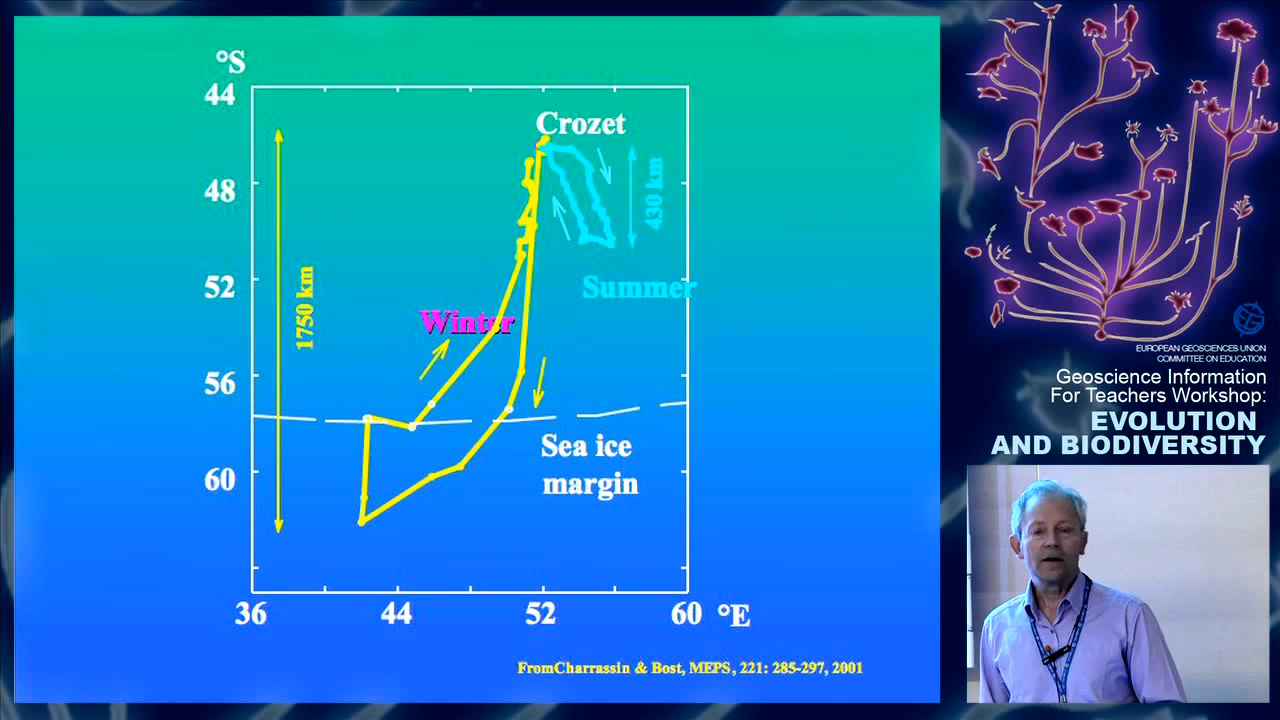 °S
44
48
52
56
60
Crozet
430 km
Summer
1750 km
Winter
Sea ice
margin
36
44
52
60
°E
FromCharrassin & Bost, MEPS, 221: 285-297, 2001
EUROPEAN GEOSCIENCES UNION
COMMITTEE ON EDUCATION
Geoscience Information
For Teachers Workshop:
EVOLUTION
AND BIODIVERSITY